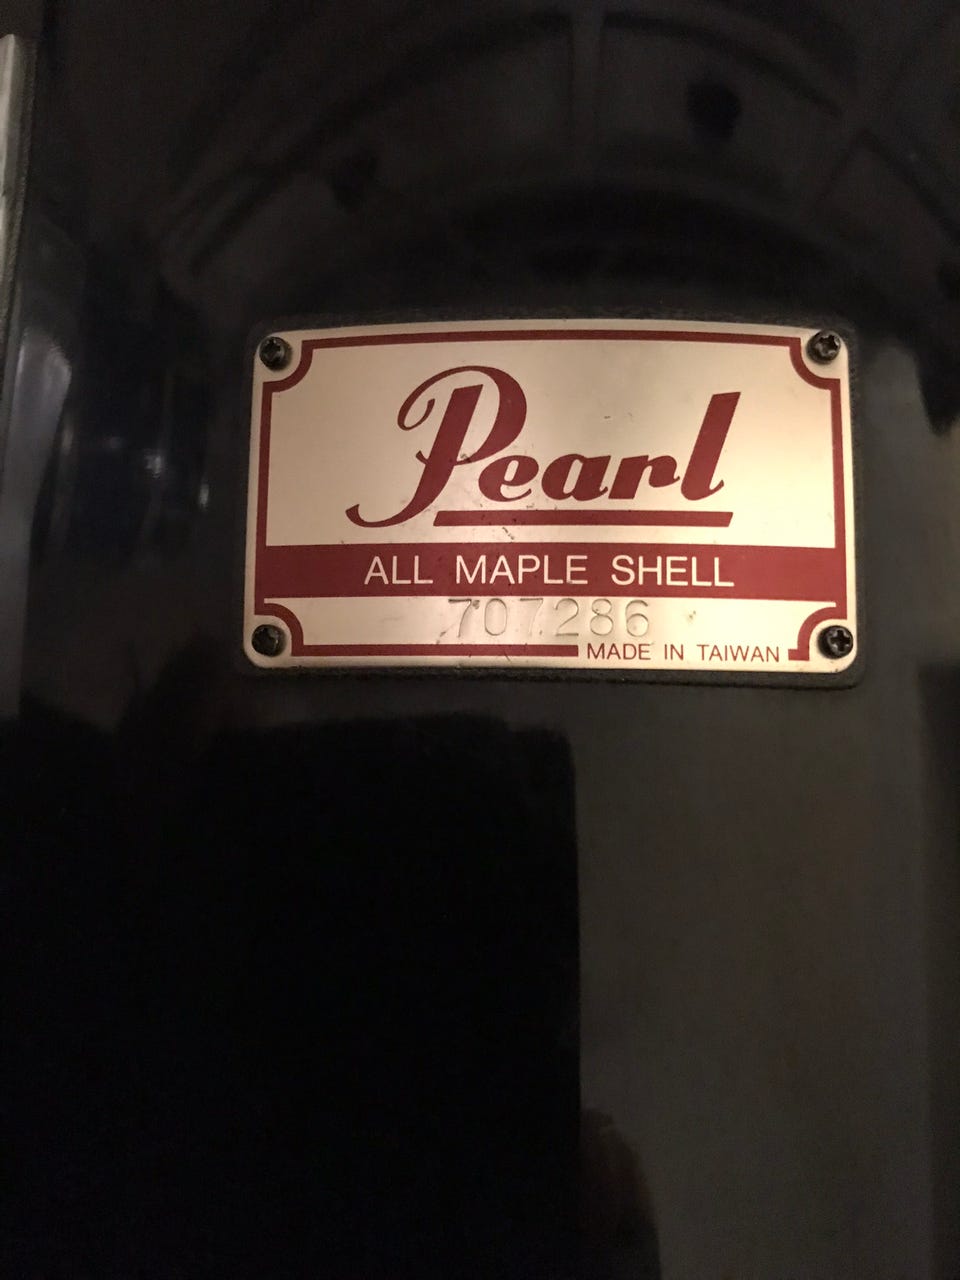 Pearl
ALL MAPLE SHELL
707286
MADE IN TAIWAN